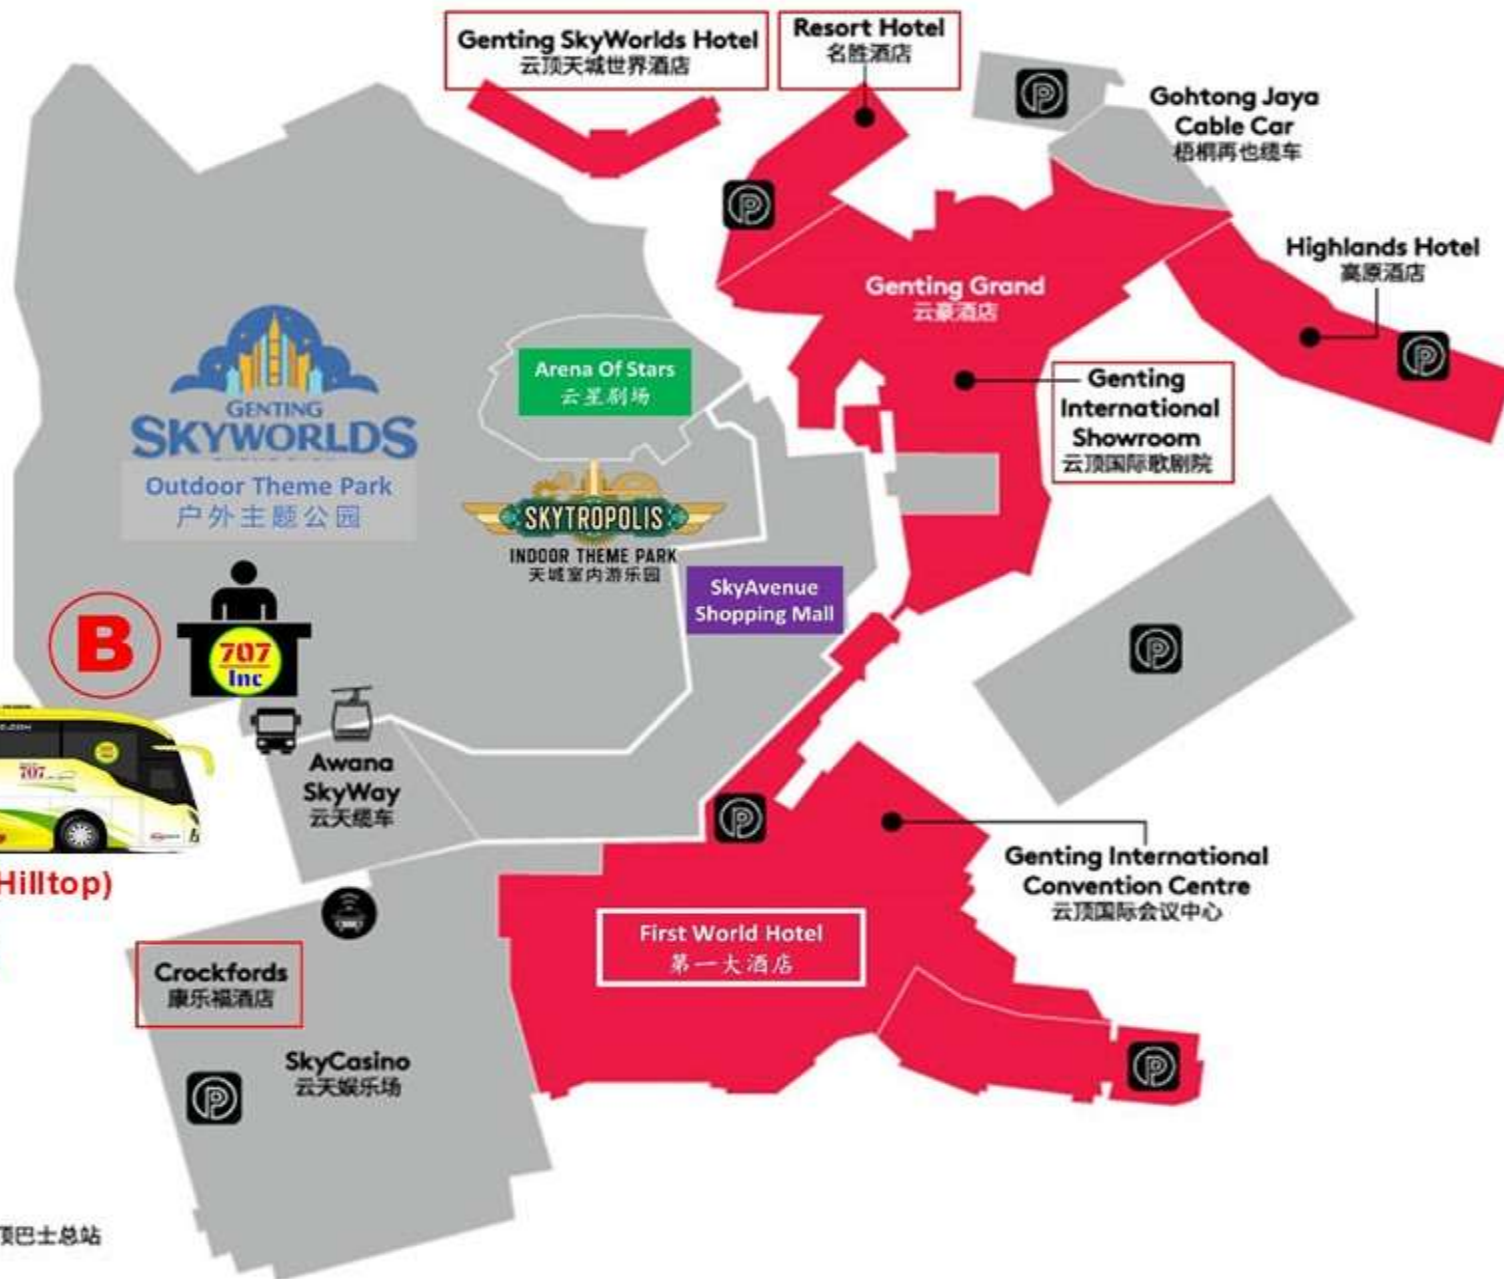 Genting SkyWorlds Hotel
云顶天城世界酒店
Resort Hotel
名胜酒店
Gohtong Jaya
Cable Car
梧桐再也缆车
Highlands Hotel
高原酒店
Genting Grand
云豪酒店
Genting
International
Showroom
云顶国际歌剧院
Arena Of Stars
云星剧场
GENTING
SKYWORLDS
Outdoor Theme Park
户外主题公园
SKYTROPOLIS
INDOOR THEME PARK
天城室内游乐园
SkyAvenue
Shopping Mall
B
707
Inc
707
Awana
SkyWay
云天缆车
Hilltop)
Genting International
Convention Centre
云顶国际会议中心
First World Hotel
第一大酒店
Crockfords
康乐福酒店
SkyCasino
云天娱乐场
顶巴士总站
P
P
P
P
P
P
P